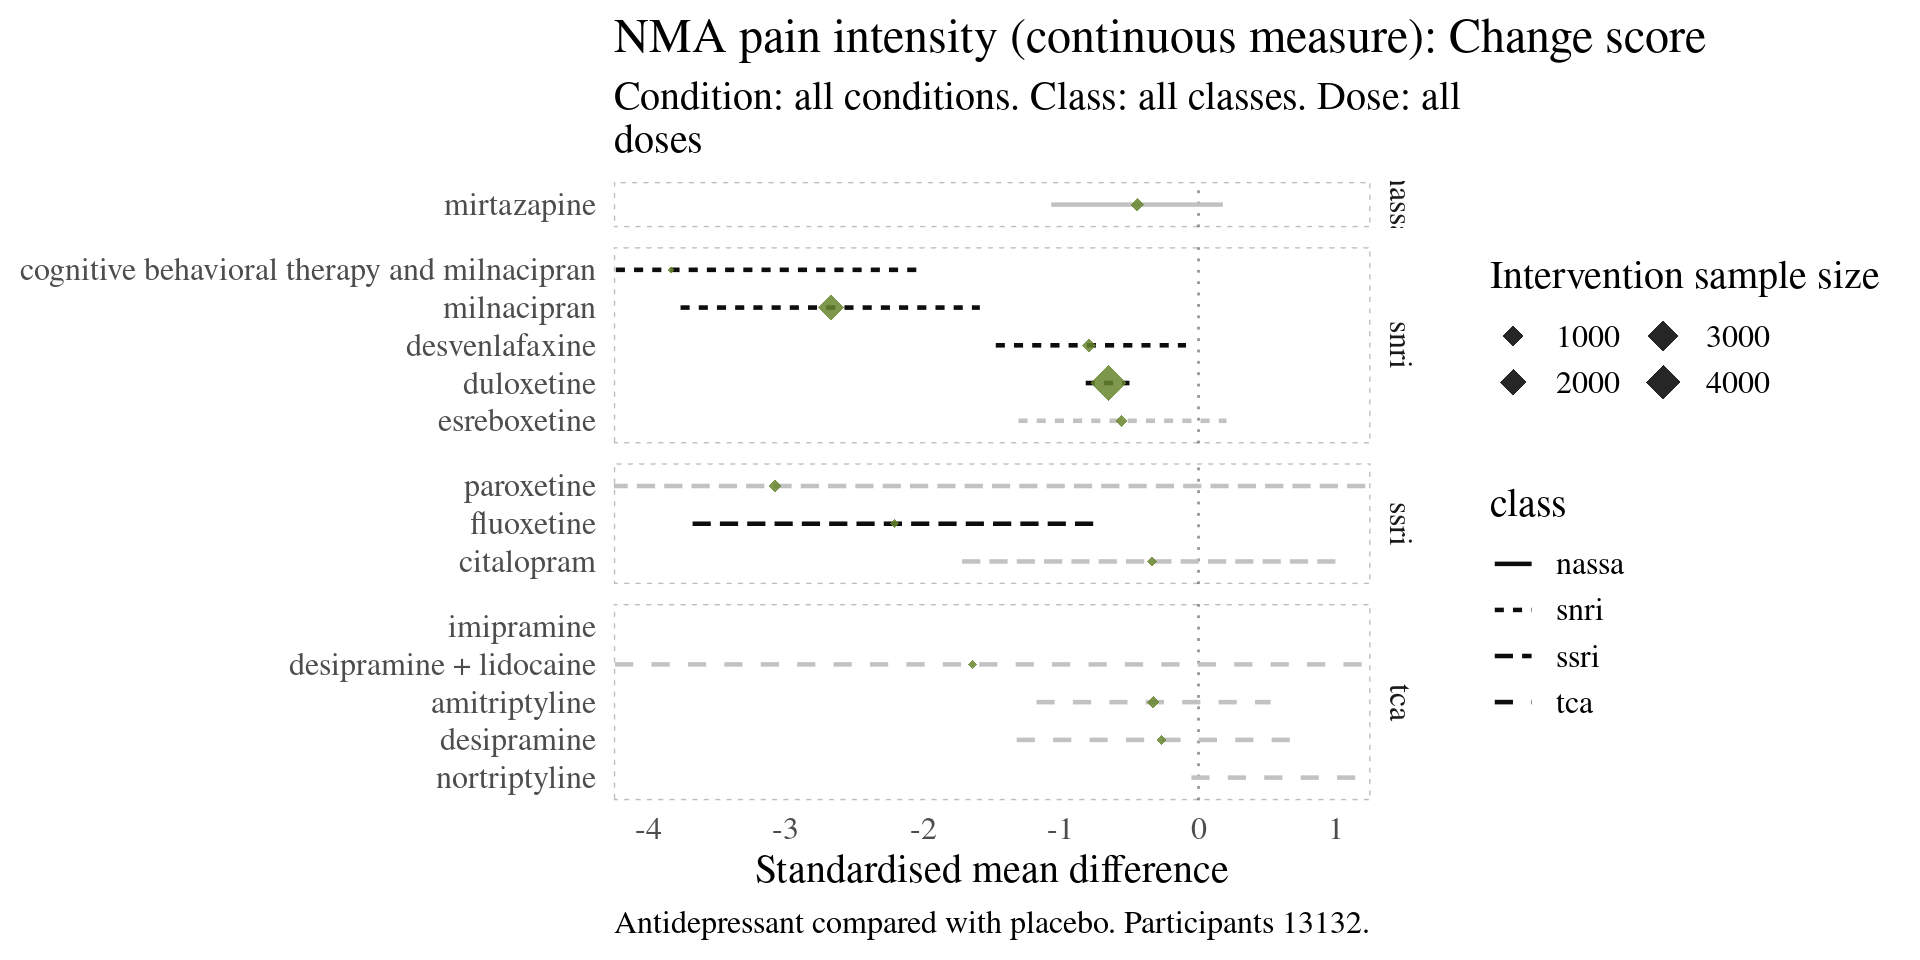 NMA pain intensity (continuous measure): Change score
Condition: all conditions. Class: all classes. Dose: all
doses
mirtazapine
cognitive behavioral therapy and milnacipran
milnacipran
desvenlafaxine
duloxetine
esreboxetine
snri
paroxetine
fluoxetine
citalopram
ssri
imipramine
desipramine + lidocaine
amitriptyline
desipramine
nortriptyline
tca
-4 -3 -2 -1 0 1
Standardised mean difference
Antidepressant compared with placebo. Participants 13132.
Intervention sample size
1000 3000
2000 4000
class
nassa
snri
ssri
tca